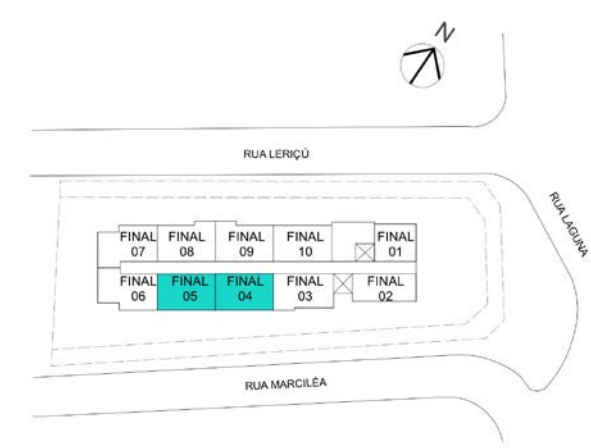 N
RUA LERIÇÚ
RUA LAGUNA
FINAL 07
FINAL 08
FINAL 09
FINAL 10
FINAL 01
FINAL 06
FINAL 05
FINAL 04
FINAL 03
FINAL 02
RUA MARCILÉA